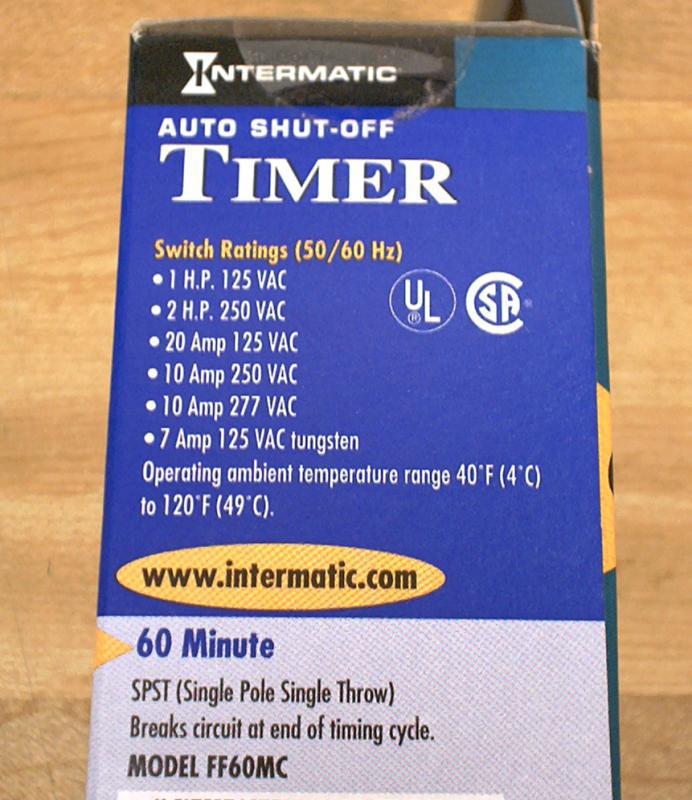 INTERMATIC
AUTO SHUT-OFF
TIMER
Switch Ratings (50/60 Hz)
• 1 H.P. 125 VAC
• 2 H.P. 250 VAC
• 20 Amp 125 VAC
• 10 Amp 250 VAC
• 10 Amp 277 VAC
• 7 Amp 125 VAC tungsten
UL ®
SA ®
Operating ambient temperature range 40°F (4°C)
to 120°F (49°C).
www.intermatic.com
60 Minute
SPST (Single Pole Single Throw)
Breaks circuit at end of timing cycle.
MODEL FF60MC